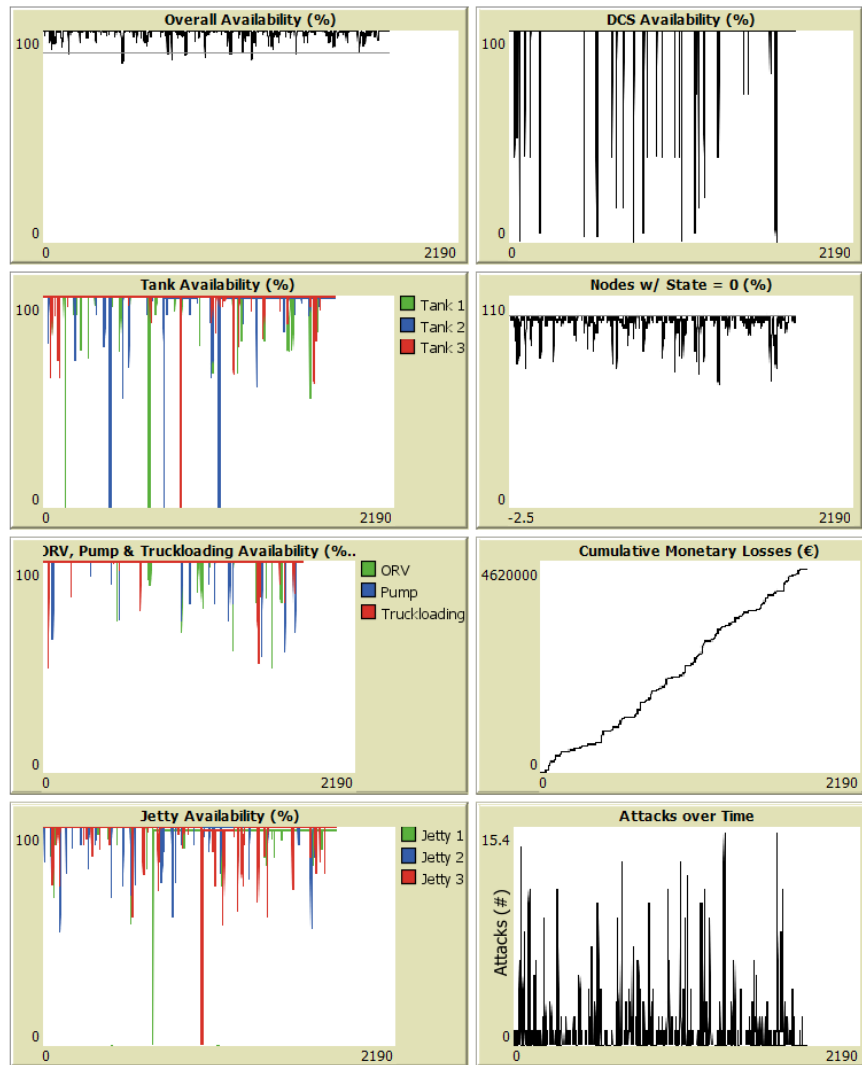 Overall Availability (%)
100
0
0
2190
DCS Availability (%)
100
0
0
2190
Tank Availability (%)
100
0
0
2190
Tank 1
Tank 2
Tank 3
Nodes w/ State = 0 (%)
110
0
-2.5
2190
ORV, Pump & Truckloading Availability (%..
100
0
0
2190
ORV
Pump
Truckloading
Cumulative Monetary Losses (€)
4620000
0
0
2190
Jetty Availability (%)
100
0
0
2190
Jetty 1
Jetty 2
Jetty 3
Attacks over Time
Attacks (#)
15.4
0
0
2190